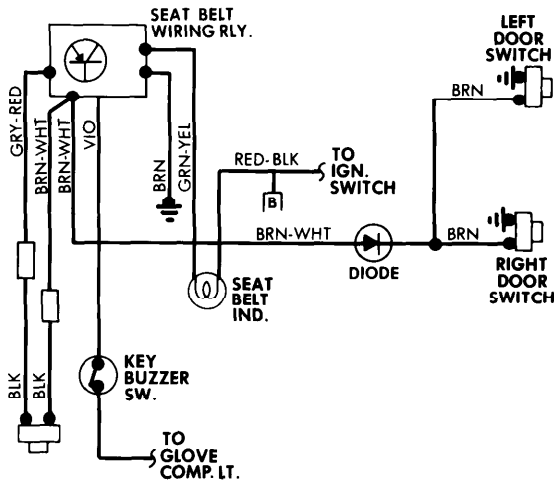 SEAT BELT
WIRING RLY.
LEFT
DOOR
SWITCH
GRY-RED
BRN-WHT
BRN-WHT
VIO
BRN
GRN-YEL
RED-BLK
TO
IGN.
SWITCH
B
BRN
BRN-WHT
DIODE
BRN
RIGHT
DOOR
SWITCH
SEAT
BELT
IND.
KEY
BUZZER
SW.
BLK
BLK
TO
GLOVE
COMP. LT.